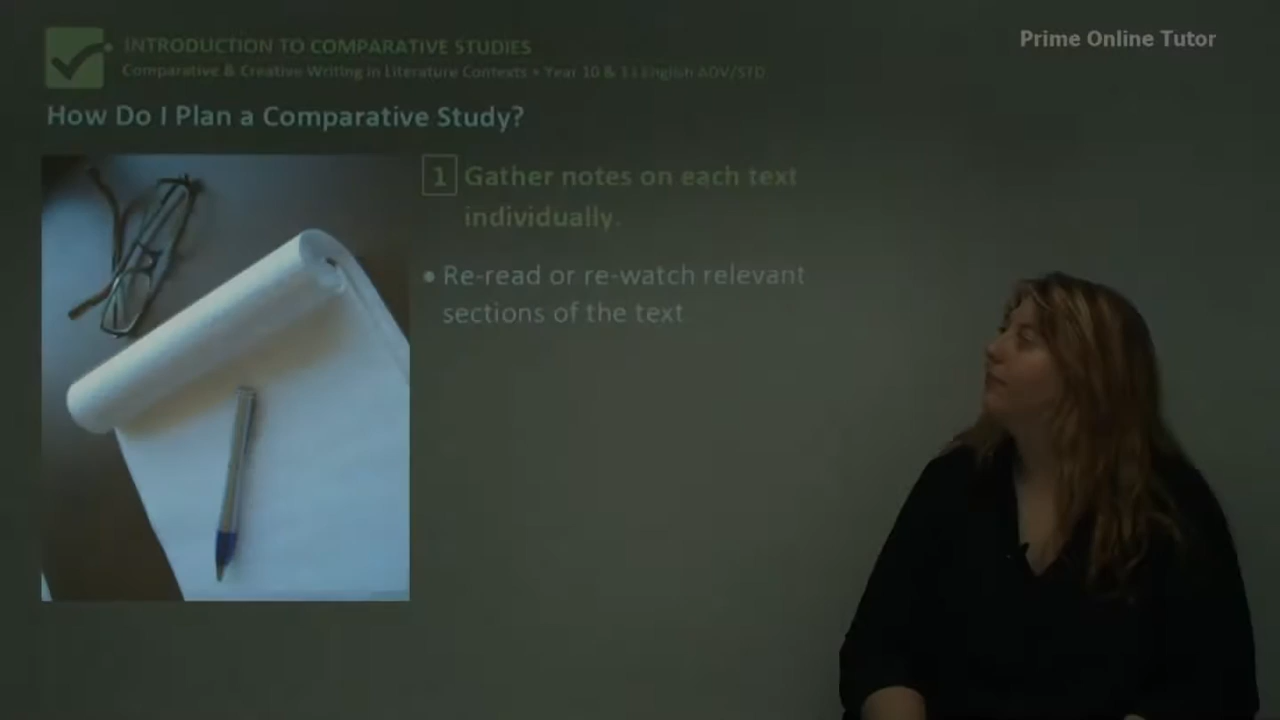 INTRODUCTION TO COMPARATIVE STUDIES
Prime Online Tutor
Comparative & Creative Writing in Literature Contexts • Year 10 & 11 English ADV/STD
How Do I Plan a Comparative Study?
1 Gather notes on each text
individually.
• Re-read or re-watch relevant
sections of the text